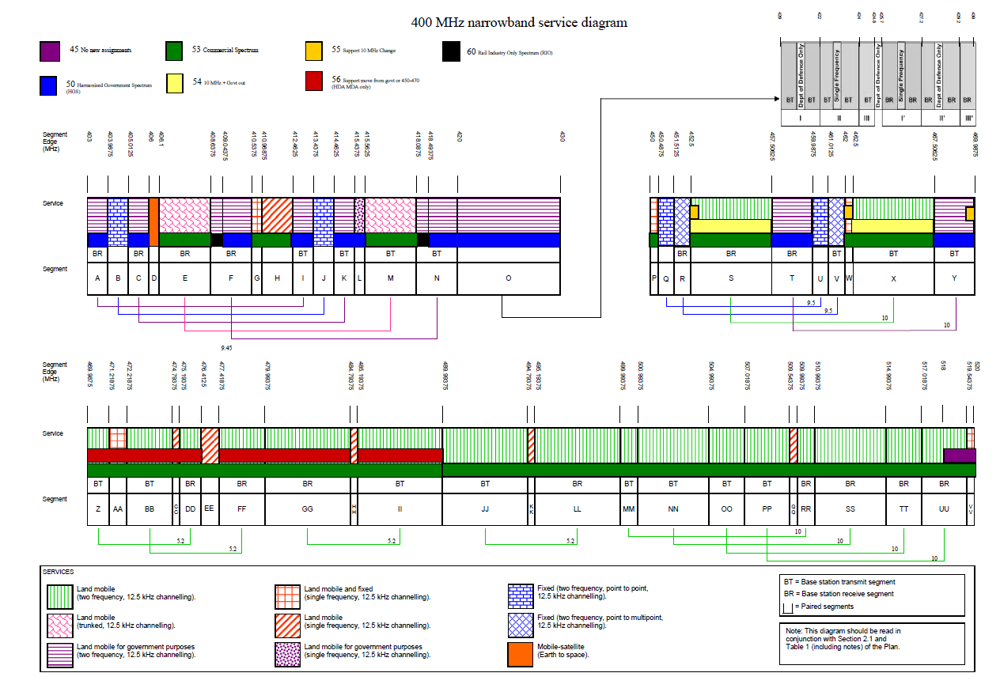 400 MHz narrowband service diagram
45 No new assignments
53 Commercial Spectrum
55 Support 10 MHz Change
60 Rail Industry Only Spectrum (RIO)
50 Harmonised Government Spectrum
(HGS)
54 10 MHz + Govt out
56 Support move from govt or 450-470
(HDA MDA only)
BT Dept of Defence Only BT BT Single Frequency BT BT Dept of Defence Only BR Single Frequency BR BR Dept of Defence Only BR BR
I II III I' II' III'
Segment
Edge
(MHz)
403 403.9875 405.0125 406 406.1 408.6375 409.04375 410.5375 410.96875 412.4625 413.4375 414.4625 415.4375 415.5625 418.0875 418.49375 420 430
450 450.4875 451.5125 452.5 457.50625 459.9875 461.0125 462 462.5 467.50625 469.9875
Service
BR BR BR BR BT BT BT BT
BR BR BR BT BT BT
Segment
A B C D E F G H I J K L M N O
P Q R S T U V W X Y
9.45
9.5
9.5
10
10
Segment
Edge
(MHz)
469.9875 471.21875 472.21875 474.79375 475.19375 476.4125 477.41875 479.99375 484.79375 485.19375 489.99375 494.79375 495.19375 499.99375 500.99375 504.99375 507.01875 509.54375 509.99375 510.99375 514.99375 517.01875 518 519.54375 520
Service
BT BT BR BR BR BT BT BR BT BT BT BT BR BR BR BR
Segment
Z AA BB CC DD EE FF GG HH II JJ KK LL MM NN OO PP QQ RR SS TT UU VV
5.2
5.2
5.2
5.2
10
10
10
10
SERVICES
Land mobile
(two frequency, 12.5 kHz channelling).
Land mobile
(trunked, 12.5 kHz channelling).
Land mobile for government purposes
(two frequency, 12.5 kHz channelling).
Land mobile and fixed
(single frequency, 12.5 kHz channelling).
Land mobile
(single frequency, 12.5 kHz channelling).
Land mobile for government purposes
(single frequency, 12.5 kHz channelling).
Fixed (two frequency, point to point,
12.5 kHz channelling).
Fixed (two frequency, point to multipoint,
12.5 kHz channelling).
Mobile-satellite
(Earth to space).
BT = Base station transmit segment
BR = Base station receive segment
= Paired segments
Note: This diagram should be read in
conjunction with Section 2.1 and
Table 1 (including notes) of the Plan.